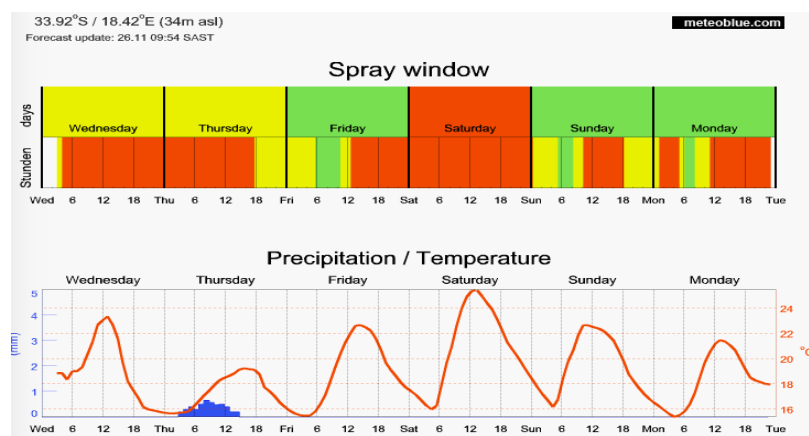 33.92°S / 18.42°E (34m asl)
meteoblue.com
Forecast update: 26.11 09:54 SAST
Spray window
days
Wednesday Thursday Friday Saturday Sunday Monday
Stunden
Wed 6 12 18 Thu 6 12 18 Fri 6 12 18 Sat 6 12 18 Sun 6 12 18 Mon 6 12 18 Tue
Precipitation / Temperature
Wednesday Thursday Friday Saturday Sunday Monday
5
4 24
3 22
2 20
1 18
0 16
(mm)
°C
Wed 6 12 18 Thu 6 12 18 Fri 6 12 18 Sat 6 12 18 Sun 6 12 18 Mon 6 12 18 Tue